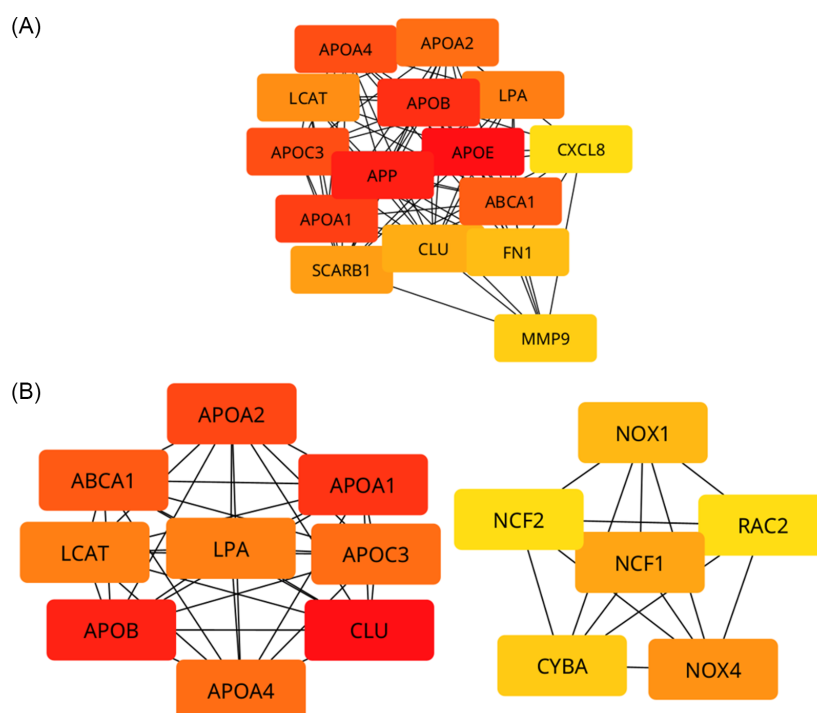 (A)
APOA4
APOA2
LCAT
APOB
LPA
APOC3
APOE
CXCL8
APP
APOA1
ABCA1
CLU
FN1
SCARB1
MMP9
(B)
APOA2
ABCA1
APOA1
LCAT
LPA
APOC3
APOB
CLU
APOA4
NOX1
NCF2
RAC2
NCF1
CYBA
NOX4